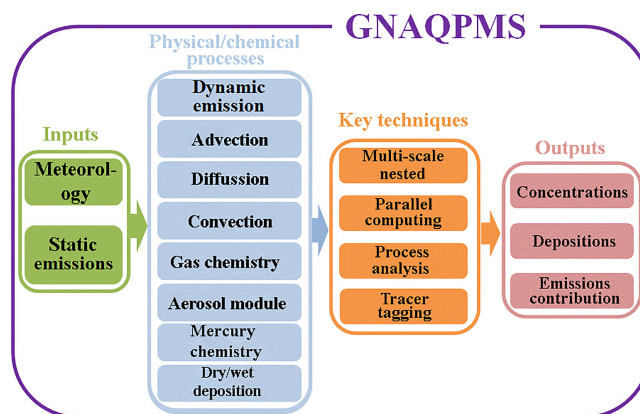 GNAQPMS
Inputs
Meteorol-
ogy
Static
emissions
Physical/chemical
processes
Dynamic
emission
Advection
Diffussion
Convection
Gas chemistry
Aerosol module
Mercury
chemistry
Dry/wet
deposition
Key techniques
Multi-scale
nested
Parallel
computing
Process
analysis
Tracer
tagging
Outputs
Concentrations
Depositions
Emissions
contribution